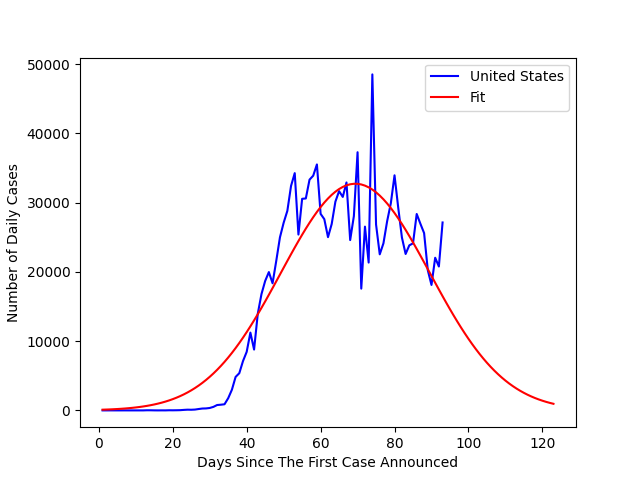 50000
40000
30000
20000
10000
0
Number of Daily Cases
United States
Fit
0 20 40 60 80 100 120
Days Since The First Case Announced